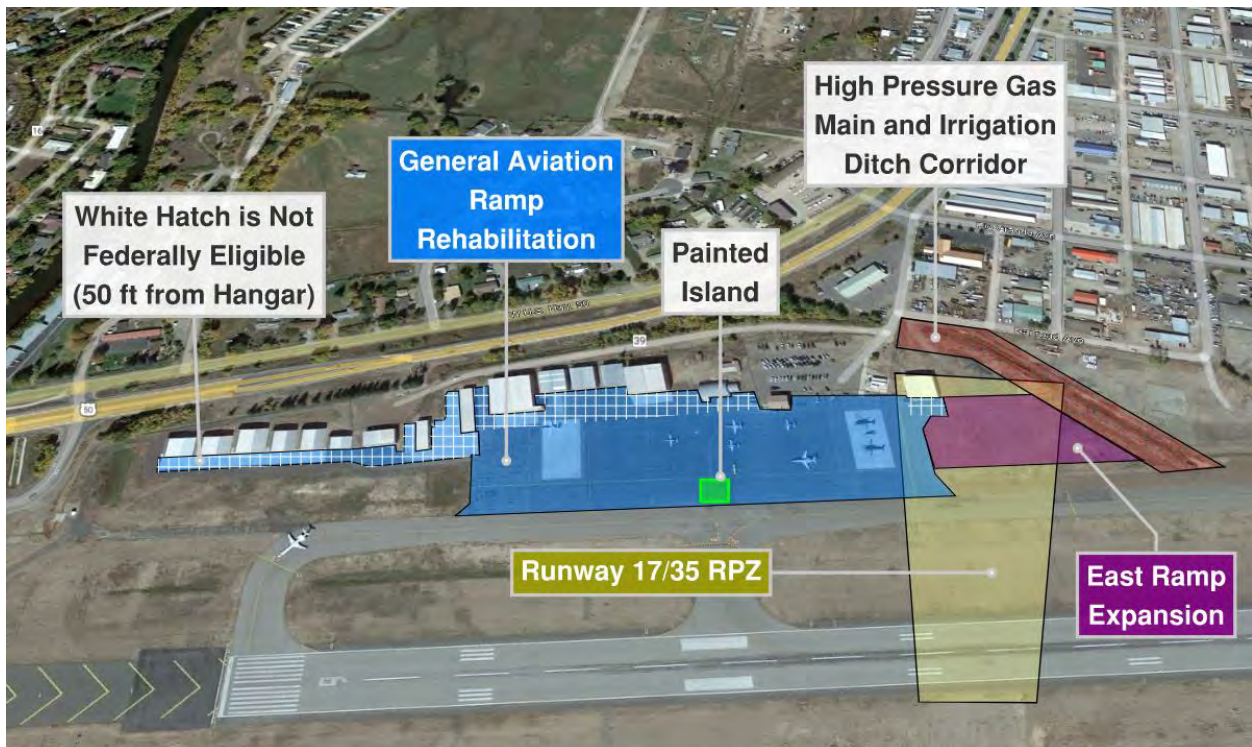 High Pressure Gas
Main and Irrigation
Ditch Corridor
General Aviation
Ramp
Rehabilitation
White Hatch is Not
Federally Eligible
(50 ft from Hangar)
Painted
Island
16
39
50
Runway 17/35 RPZ
East Ramp
Expansion